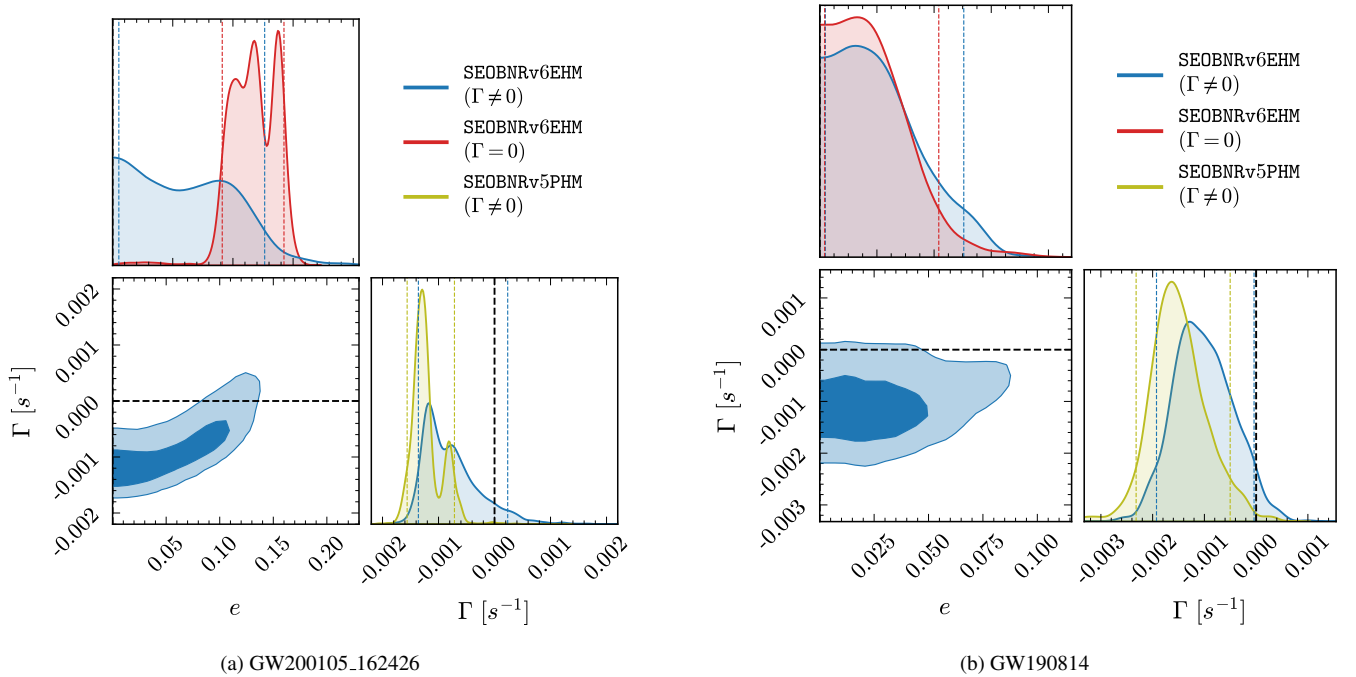 SEOBNRv6EHM
(Γ ≠ 0)
SEOBNRv6EHM
(Γ = 0)
SEOBNRv5PHM
(Γ ≠ 0)
0.002
0.001
0.000
-0.001
-0.002
Γ [s⁻¹]
0.05
0.10
0.15
0.20
e
-0.002
-0.001
0.000
0.001
0.002
Γ [s⁻¹]
(a) GW200105_162426
SEOBNRv6EHM
(Γ ≠ 0)
SEOBNRv6EHM
(Γ = 0)
SEOBNRv5PHM
(Γ ≠ 0)
0.001
0.000
-0.001
-0.002
-0.003
Γ [s⁻¹]
0.025
0.050
0.075
0.100
e
-0.003
-0.002
-0.001
0.000
0.001
Γ [s⁻¹]
(b) GW190814